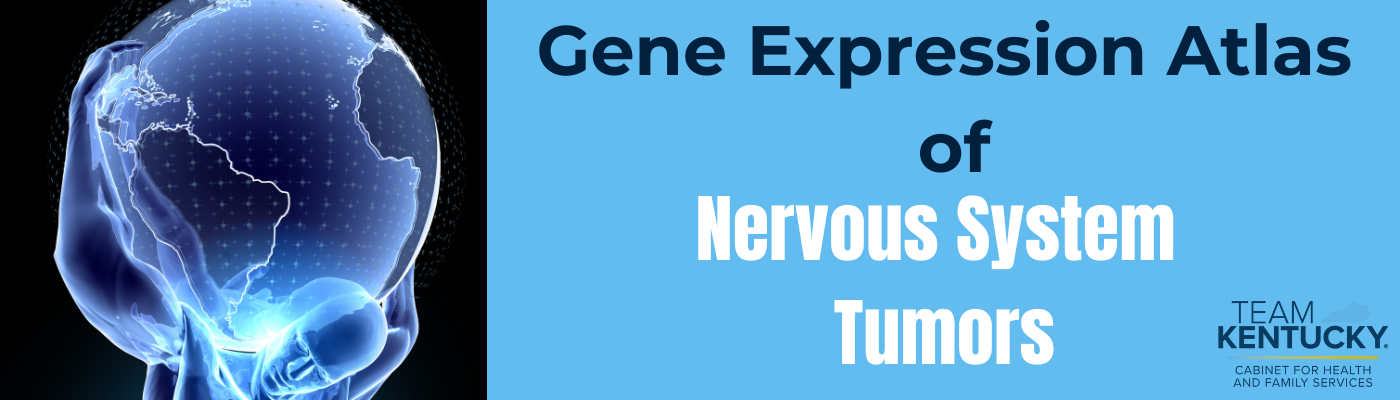 Gene Expression Atlas
of
Nervous System
Tumors
TEAM
KENTUCKY®
CABINET FOR HEALTH
AND FAMILY SERVICES